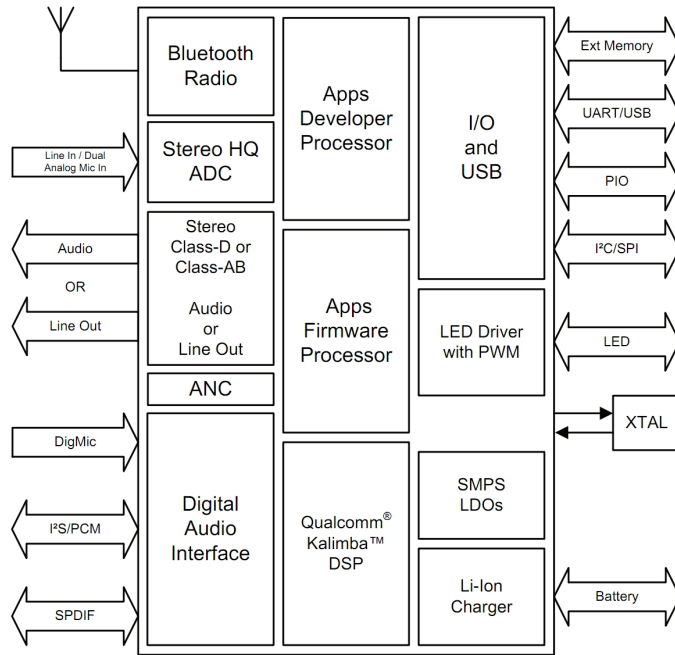 Bluetooth
Radio
Stereo HQ
ADC
Line In / Dual
Analog Mic In
Stereo
Class-D or
Class-AB
Audio
or
Line Out
Audio
OR
Line Out
ANC
Digital
Audio
Interface
DigMic
I²S/PCM
SPDIF
Apps
Developer
Processor
Apps
Firmware
Processor
Qualcomm®
Kalimba™
DSP
I/O
and
USB
LED Driver
with PWM
SMPS
LDOs
Li-Ion
Charger
Ext Memory
UART/USB
PIO
I²C/SPI
LED
XTAL
Battery